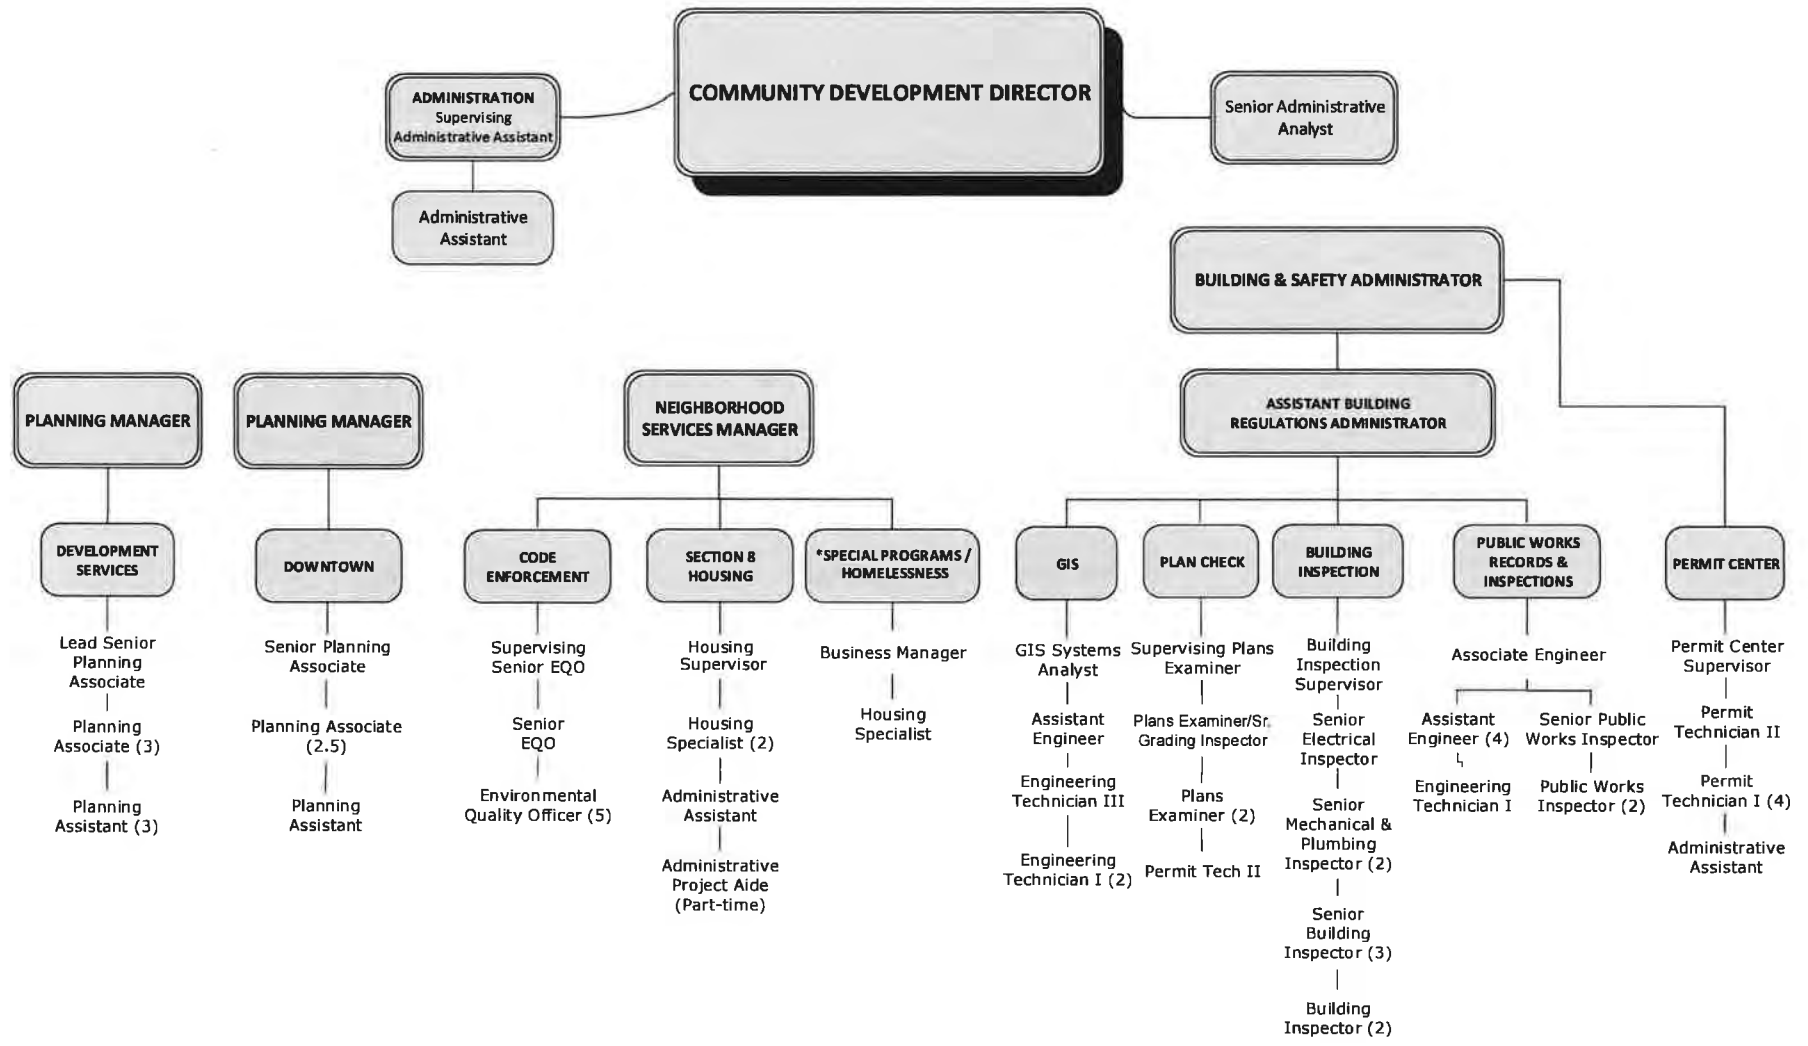 COMMUNITY DEVELOPMENT DIRECTOR
ADMINISTRATION
Supervising
Administrative Assistant
Senior Administrative
Analyst
Administrative
Assistant
BUILDING & SAFETY ADMINISTRATOR
PLANNING MANAGER
PLANNING MANAGER
NEIGHBORHOOD
SERVICES MANAGER
ASSISTANT BUILDING
REGULATIONS ADMINISTRATOR
DEVELOPMENT
SERVICES
Lead Senior
Planning
Associate
Planning
Associate (3)
Planning
Assistant (3)
DOWNTOWN
Senior Planning
Associate
Planning Associate
(2.5)
Planning
Assistant
CODE
ENFORCEMENT
Supervising
Senior EQO
Senior
EQO
Environmental
Quality Officer (5)
SECTION 8
HOUSING
Housing
Supervisor
Housing
Specialist (2)
Administrative
Assistant
Administrative
Project Aide
(Part-time)
*SPECIAL PROGRAMS /
HOMELESSNESS
Business Manager
Housing
Specialist
GIS
GIS Systems
Analyst
Assistant
Engineer
Engineering
Technician III
Engineering
Technician I (2)
PLAN CHECK
Supervising Plans
Examiner
Plans Examiner/Sr.
Grading Inspector
Plans
Examiner (2)
Permit Tech II
BUILDING
INSPECTION
Building
Inspection
Supervisor
Senior
Electrical
Inspector
Senior
Mechanical &
Plumbing
Inspector (2)
Senior
Building
Inspector (3)
Building
Inspector (2)
PUBLIC WORKS
RECORDS &
INSPECTIONS
Associate Engineer
Assistant
Engineer (4)
Engineering
Technician I
Senior Public
Works Inspector
Public Works
Inspector (2)
PERMIT CENTER
Permit Center
Supervisor
Permit
Technician II
Permit
Technician I (4)
Administrative
Assistant